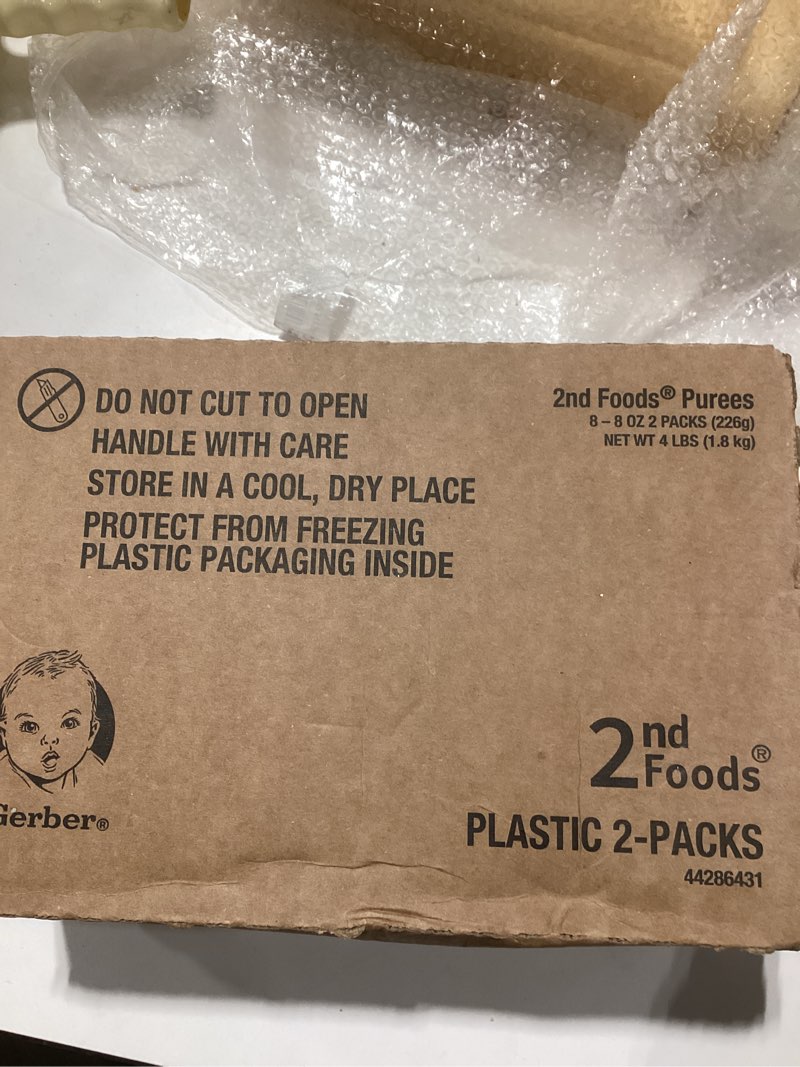 DO NOT CUT TO OPEN
HANDLE WITH CARE
STORE IN A COOL, DRY PLACE
PROTECT FROM FREEZING
PLASTIC PACKAGING INSIDE
2nd Foods® Purees
8 – 8 OZ 2 PACKS (226g)
NET WT 4 LBS (1.8 kg)
Gerber®
2nd Foods®
PLASTIC 2-PACKS
44286431